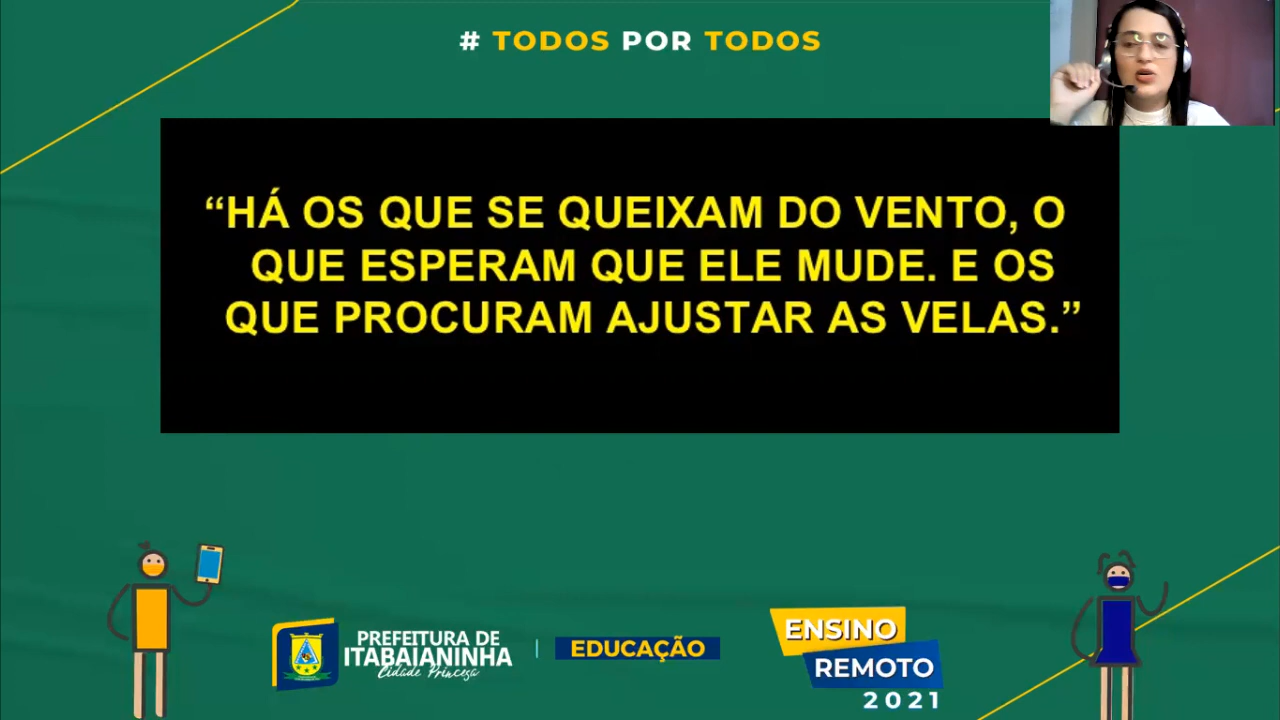 # TODOS POR TODOS
“HÁ OS QUE SE QUEIXAM DO VENTO, O
QUE ESPERAM QUE ELE MUDE. E OS
QUE PROCURAM AJUSTAR AS VELAS.”
PREFEITURA DE
ITABAIANINHA
Cidade Princesa
EDUCAÇÃO
ENSINO
REMOTO
2021